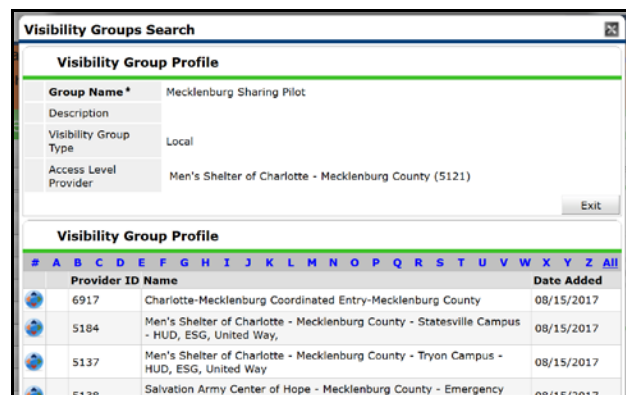 Visibility Groups Search
Visibility Group Profile
Group Name*
Mecklenburg Sharing Pilot
Description
Visibility Group
Type
Local
Access Level
Provider
Men's Shelter of Charlotte - Mecklenburg County (5121)
Exit
Visibility Group Profile
# A B C D E F G H I J K L M N O P Q R S T U V W X Y Z All
Provider ID Name Date Added
6917 Charlotte-Mecklenburg Coordinated Entry-Mecklenburg County 08/15/2017
5184 Men's Shelter of Charlotte - Mecklenburg County - Statesville Campus
- HUD, ESG, United Way, 08/15/2017
5137 Men's Shelter of Charlotte - Mecklenburg County - Tryon Campus -
HUD, ESG, United Way 08/15/2017
Salvation Army Center of Hope - Mecklenburg County - Emergency